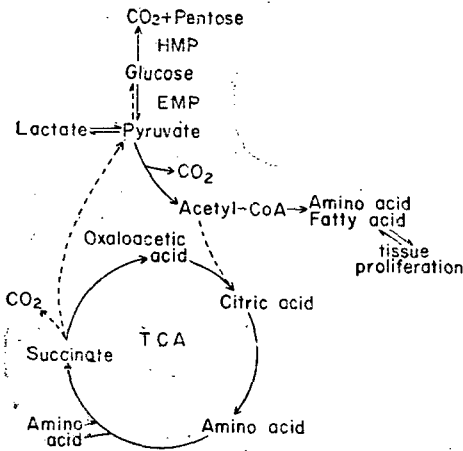 CO2+Pentose
HMP
Glucose
EMP
Lactate
Pyruvate
CO2
Acetyl-CoA
Amino acid
Fatty acid
tissue
proliferation
Oxaloacetic
acid
CO2
Citric acid
TCA
Succinate
Amino
acid
Amino acid